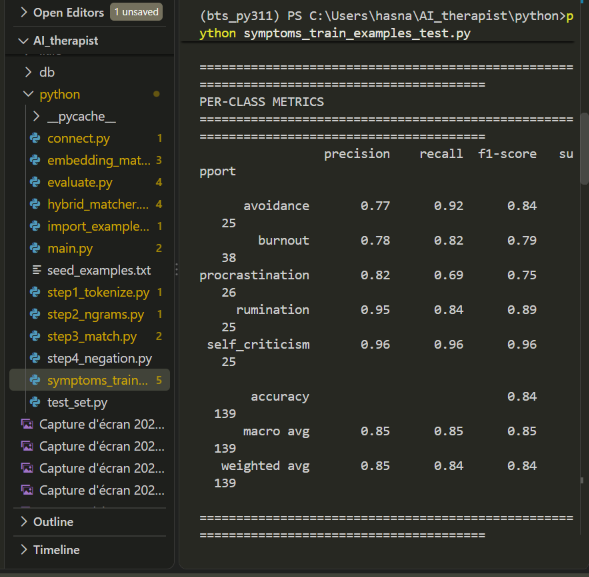 Open Editors 1 unsaved
AI_therapist
db
python
__pycache__
connect.py 1
embedding_mat... 3
evaluate.py 4
hybrid_matcher.... 4
import_example... 1
main.py 2
seed_examples.txt
step1_tokenize.py 1
step2_ngrams.py 1
step3_match.py 2
step4_negation.py
symptoms_train... 5
test_set.py
Capture d'écran 202...
Capture d'écran 202...
Capture d'écran 202...
Capture d'écran 202...
Outline
Timeline
(bts_py311) PS C:\Users\hasna\AI_therapist\python>p
ython symptoms_train_examples_test.py
======================================================
=====================================
PER-CLASS METRICS
======================================================
=====================================
precision recall f1-score su
pport
avoidance 0.77 0.92 0.84
25
burnout 0.78 0.82 0.79
38
procrastination 0.82 0.69 0.75
26
rumination 0.95 0.84 0.89
25
self_criticism 0.96 0.96 0.96
25
accuracy 0.84
139
macro avg 0.85 0.85 0.85
139
weighted avg 0.85 0.84 0.84
139
======================================================
=====================================